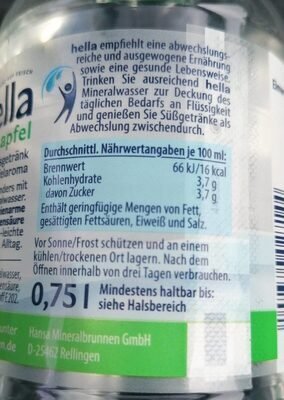 hella empfiehlt eine abwechslungs-
reiche und ausgewogene Ernährung
sowie eine gesunde Lebensweise.
Trinken Sie ausreichend hella
Mineralwasser zur Deckung des
täglichen Bedarfs an Flüssigkeit
und genießen Sie Süßgetränke als
Abwechslung zwischendurch.
ella
apfel
Durchschnittl. Nährwertangaben je 100 ml:
Brennwert 66 kJ/16 kcal
Kohlenhydrate 3,7 g
davon Zucker 3,7 g
Enthält geringfügige Mengen von Fett,
gesättigten Fettsäuren, Eiweiß und Salz.
Vor Sonne/Frost schützen und an einem
kühlen/trockenen Ort lagern. Nach dem
Öffnen innerhalb von drei Tagen verbrauchen.
0,75 l Mindestens haltbar bis:
siehe Halsbereich
Hansa Mineralbrunnen GmbH
D-25462 Rellingen